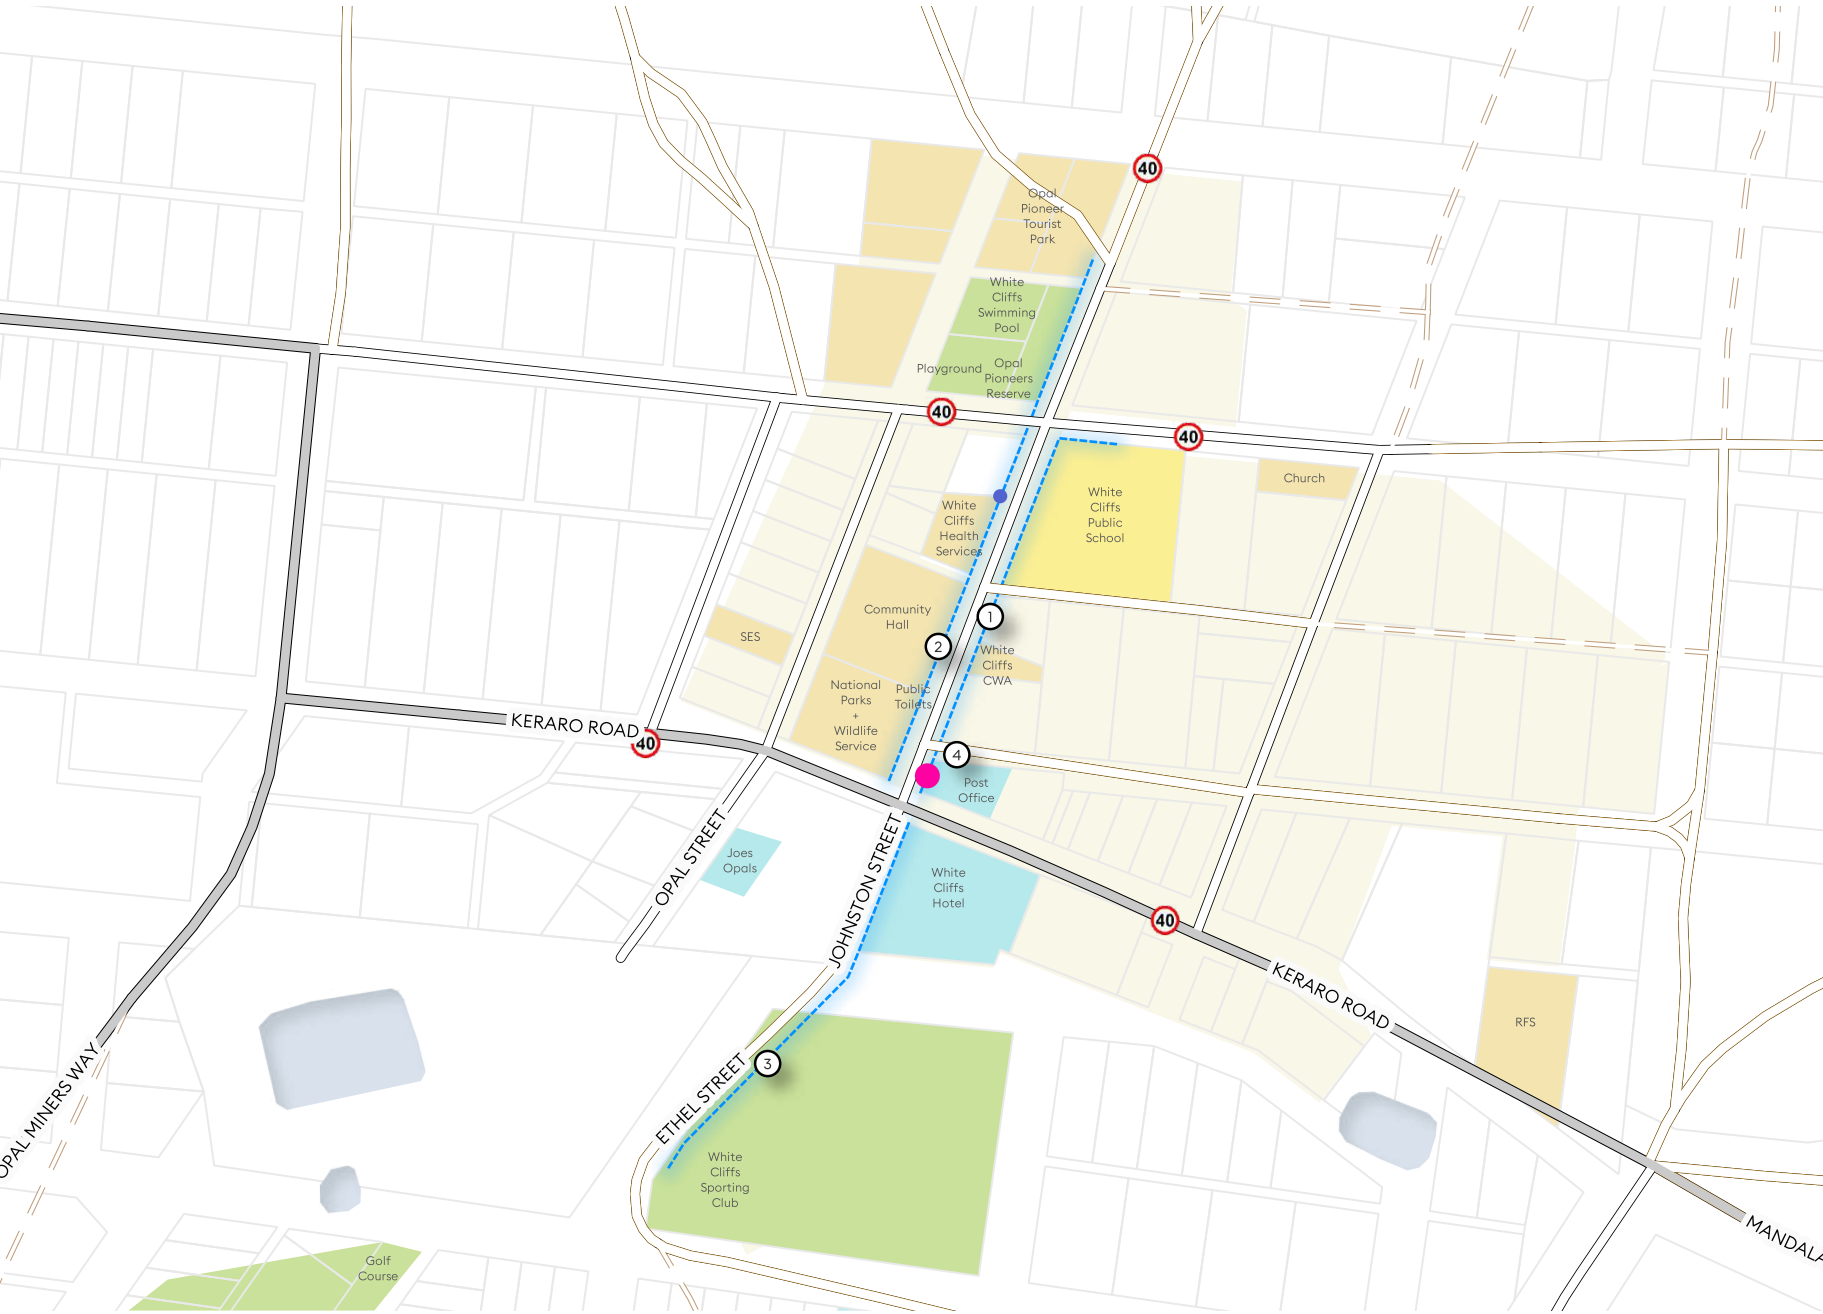 40
Opal
Pioneer
Tourist
Park
White
Cliffs
Swimming
Pool
Playground
Opal
Pioneers
Reserve
40
40
Church
White
Cliffs
Public
School
White
Cliffs
Health
Services
Community
Hall
1
2
SES
White
Cliffs
CWA
National
Parks
+
Wildlife
Service
Public
Toilets
KERARO ROAD
40
4
Post
Office
OPAL STREET
Joes
Opals
JOHNSTON STREET
White
Cliffs
Hotel
40
KERARO ROAD
RFS
OPAL MINERS WAY
ETHEL STREET
3
White
Cliffs
Sporting
Club
Golf
Course
MANDALA